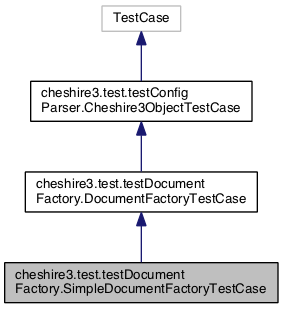 TestCase
cheshire3.test.testConfig
Parser.Cheshire3ObjectTestCase
cheshire3.test.testDocument
Factory.DocumentFactoryTestCase
cheshire3.test.testDocument
Factory.SimpleDocumentFactoryTestCase